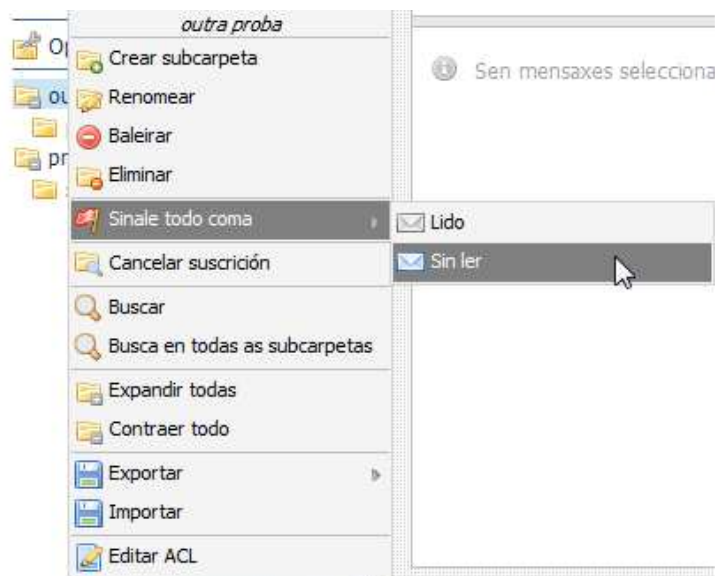 outra proba
Crear subcarpeta
Renomear
Baleirar
Eliminar
Sinale todo coma
Lido
Sin ler
Cancelar suscrición
Buscar
Busca en todas as subcarpetas
Expandir todas
Contraer todo
Exportar
Importar
Editar ACL
Sen mensaxes